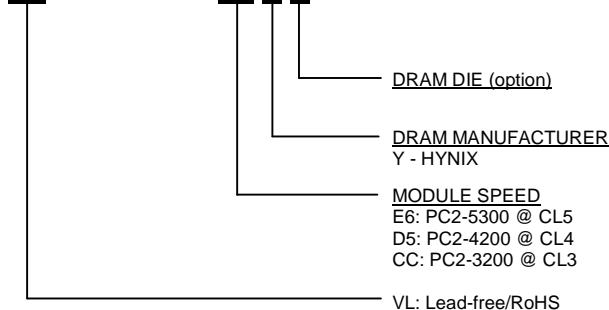 DRAM DIE (option)
DRAM MANUFACTURER
Y - HYNIX
MODULE SPEED
E6: PC2-5300 @ CL5
D5: PC2-4200 @ CL4
CC: PC2-3200 @ CL3
VL: Lead-free/RoHS